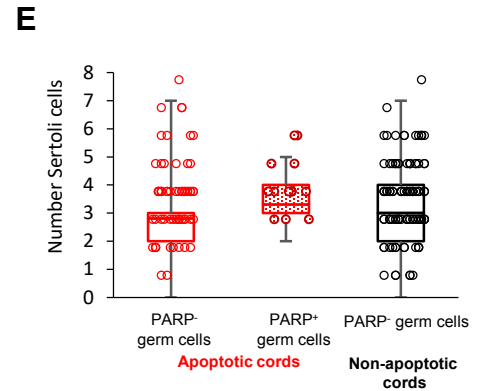 E
Number Sertoli cells
8
7
6
5
4
3
2
1
0
PARP-
germ cells
PARP+
germ cells
PARP- germ cells
Apoptotic cords
Non-apoptotic
cords